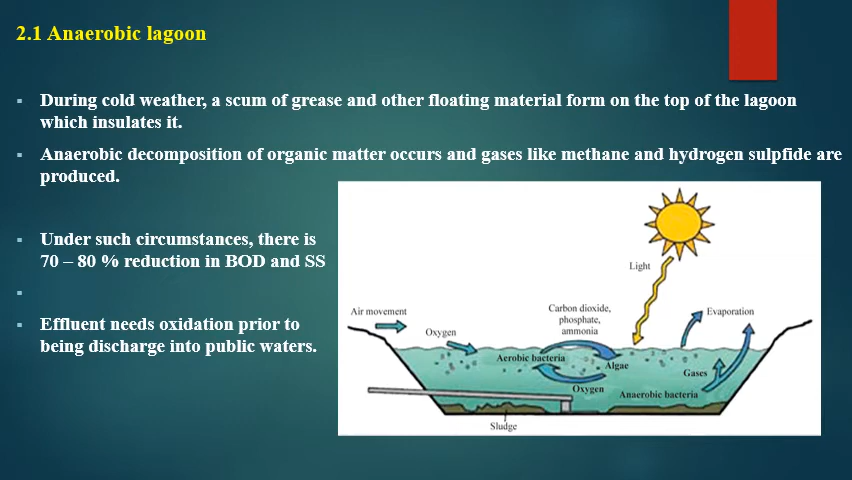 2.1 Anaerobic lagoon
During cold weather, a scum of grease and other floating material form on the top of the lagoon
which insulates it.
Anaerobic decomposition of organic matter occurs and gases like methane and hydrogen sulpfide are
produced.
Under such circumstances, there is
70 – 80 % reduction in BOD and SS
Effluent needs oxidation prior to
being discharge into public waters.
Light
Air movement
Oxygen
Carbon dioxide,
phosphate,
ammonia
Evaporation
Aerobic bacteria
Algae
Gases
Oxygen
Anaerobic bacteria
Sludge